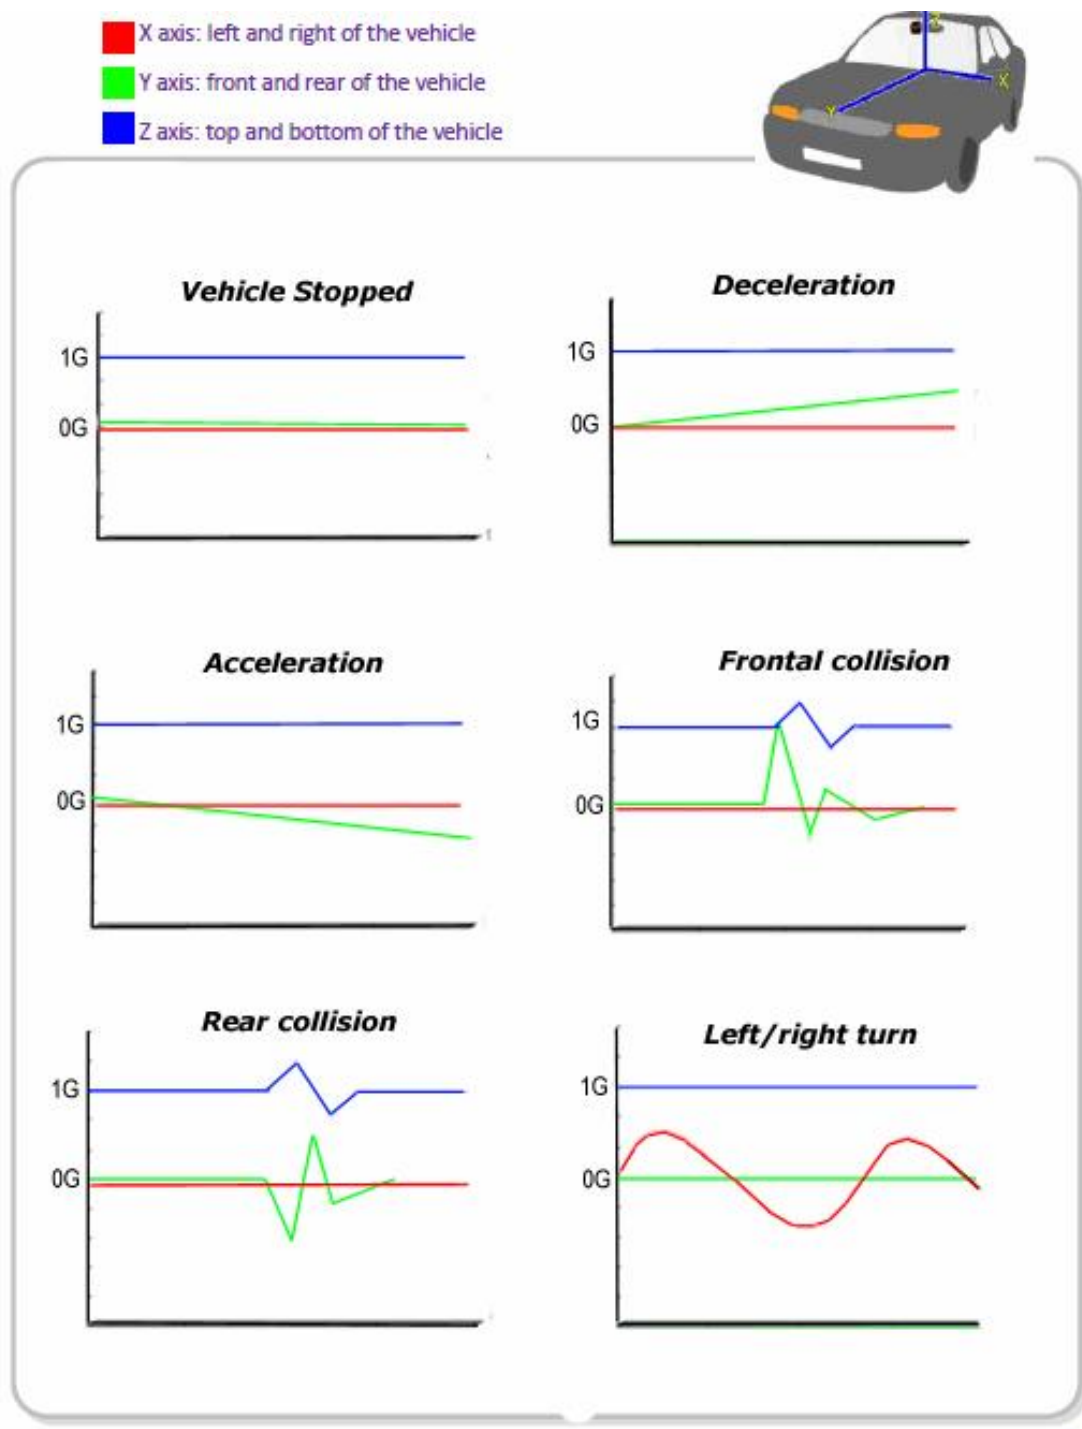 X axis: left and right of the vehicle
Y axis: front and rear of the vehicle
Z axis: top and bottom of the vehicle
Z
X
Y
Vehicle Stopped
1G
0G
Deceleration
1G
0G
Acceleration
1G
0G
Frontal collision
1G
0G
Rear collision
1G
0G
Left/right turn
1G
0G